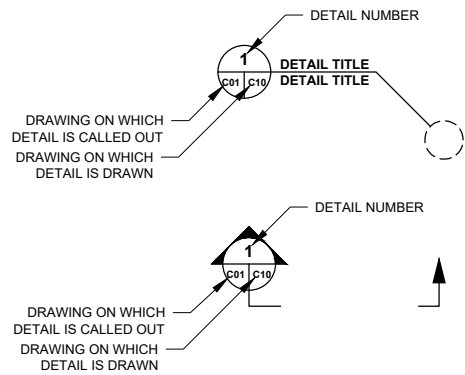 DETAIL NUMBER
1
DETAIL TITLE
DETAIL TITLE
C01 C10
DRAWING ON WHICH
DETAIL IS CALLED OUT
DRAWING ON WHICH
DETAIL IS DRAWN
DETAIL NUMBER
1
C01 C10
DRAWING ON WHICH
DETAIL IS CALLED OUT
DRAWING ON WHICH
DETAIL IS DRAWN